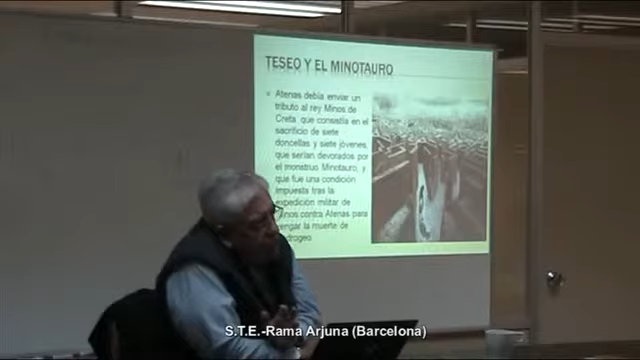 TESEO Y EL MINOTAURO
Atenas debía enviar un
tributo al rey Minos de
Creta que consistía en el
sacrificio de siete
doncellas y siete jóvenes,
que serían devorados por
el monstruo Minotauro, y
que fue una condición
impuesta tras la
expedición militar de
Minos contra Atenas para
vengar la muerte de
S.T.E.-Rama Arjuna (Barcelona)